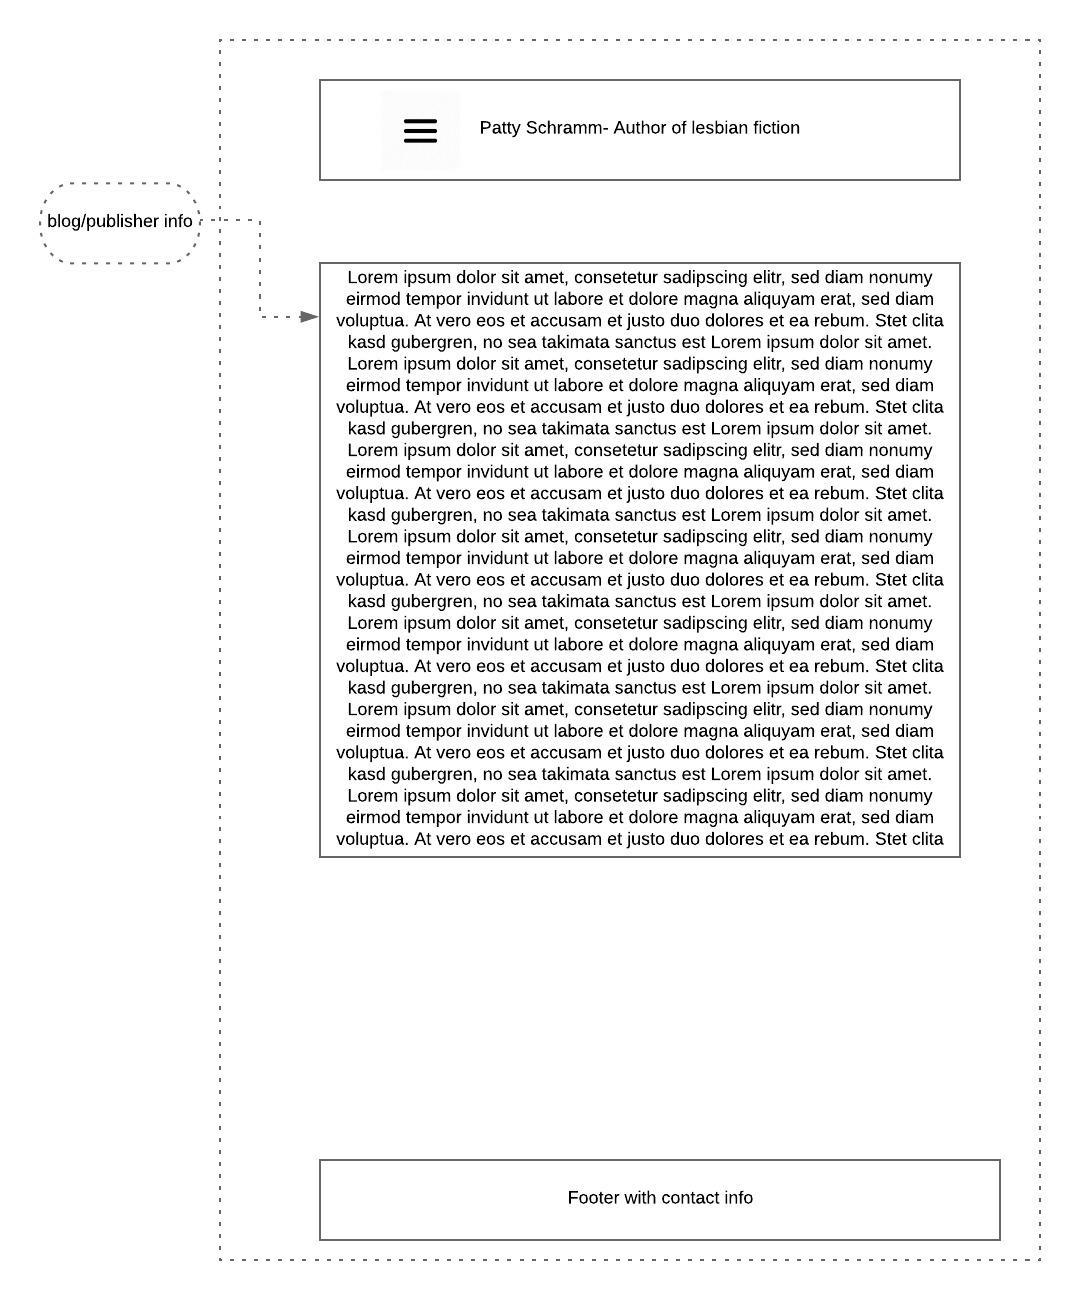 Patty Schramm- Author of lesbian fiction
blog/publisher info
Lorem ipsum dolor sit amet, consetetur sadipscing elitr, sed diam nonumy
eirmod tempor invidunt ut labore et dolore magna aliquyam erat, sed diam
voluptua. At vero eos et accusam et justo duo dolores et ea rebum. Stet clita
kasd gubergren, no sea takimata sanctus est Lorem ipsum dolor sit amet.
Lorem ipsum dolor sit amet, consetetur sadipscing elitr, sed diam nonumy
eirmod tempor invidunt ut labore et dolore magna aliquyam erat, sed diam
voluptua. At vero eos et accusam et justo duo dolores et ea rebum. Stet clita
kasd gubergren, no sea takimata sanctus est Lorem ipsum dolor sit amet.
Lorem ipsum dolor sit amet, consetetur sadipscing elitr, sed diam nonumy
eirmod tempor invidunt ut labore et dolore magna aliquyam erat, sed diam
voluptua. At vero eos et accusam et justo duo dolores et ea rebum. Stet clita
kasd gubergren, no sea takimata sanctus est Lorem ipsum dolor sit amet.
Lorem ipsum dolor sit amet, consetetur sadipscing elitr, sed diam nonumy
eirmod tempor invidunt ut labore et dolore magna aliquyam erat, sed diam
voluptua. At vero eos et accusam et justo duo dolores et ea rebum. Stet clita
kasd gubergren, no sea takimata sanctus est Lorem ipsum dolor sit amet.
Lorem ipsum dolor sit amet, consetetur sadipscing elitr, sed diam nonumy
eirmod tempor invidunt ut labore et dolore magna aliquyam erat, sed diam
voluptua. At vero eos et accusam et justo duo dolores et ea rebum. Stet clita
kasd gubergren, no sea takimata sanctus est Lorem ipsum dolor sit amet.
Lorem ipsum dolor sit amet, consetetur sadipscing elitr, sed diam nonumy
eirmod tempor invidunt ut labore et dolore magna aliquyam erat, sed diam
voluptua. At vero eos et accusam et justo duo dolores et ea rebum. Stet clita
kasd gubergren, no sea takimata sanctus est Lorem ipsum dolor sit amet.
Lorem ipsum dolor sit amet, consetetur sadipscing elitr, sed diam nonumy
eirmod tempor invidunt ut labore et dolore magna aliquyam erat, sed diam
voluptua. At vero eos et accusam et justo duo dolores et ea rebum. Stet clita
Footer with contact info